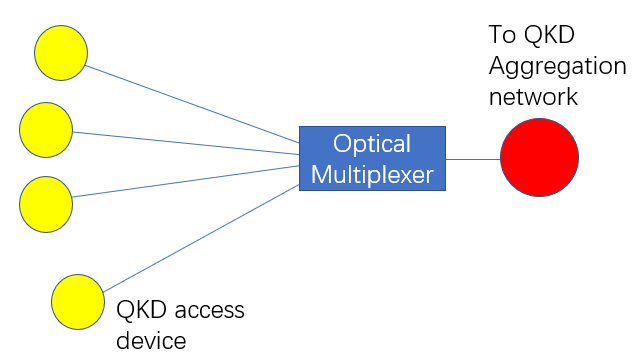 To QKD
Aggregation
network
Optical
Multiplexer
QKD access
device